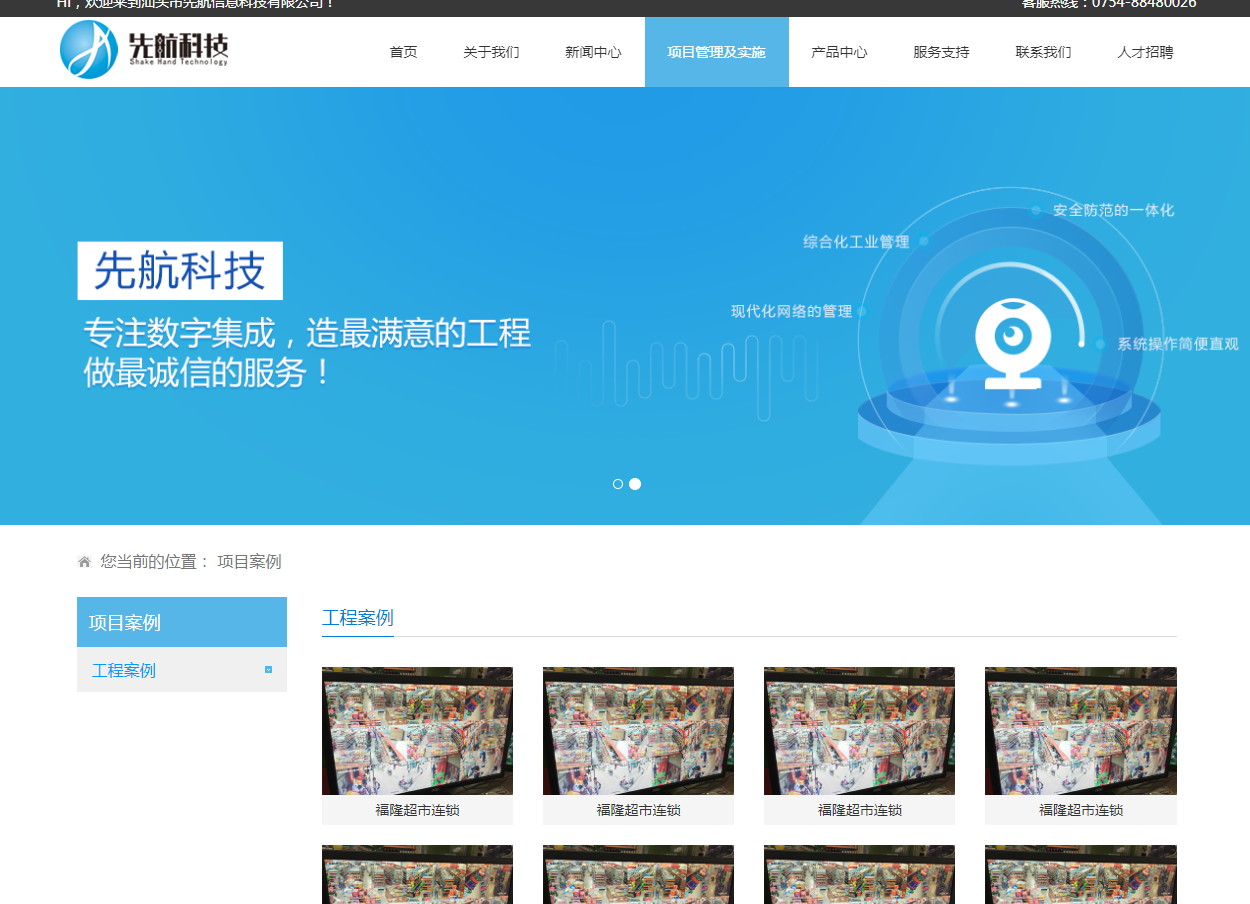 Hi，欢迎来到汕头市先航信息科技有限公司！
客服热线：0754-88480026
先航科技
Shake Hand Technology
首页
关于我们
新闻中心
项目管理及实施
产品中心
服务支持
联系我们
人才招聘
安全防范的一体化
综合化工业管理
现代化网络的管理
系统操作简便直观
先航科技
专注数字集成，造最满意的工程
做最诚信的服务！
您当前的位置： 项目案例
项目案例
工程案例
工程案例
福隆超市连锁
福隆超市连锁
福隆超市连锁
福隆超市连锁